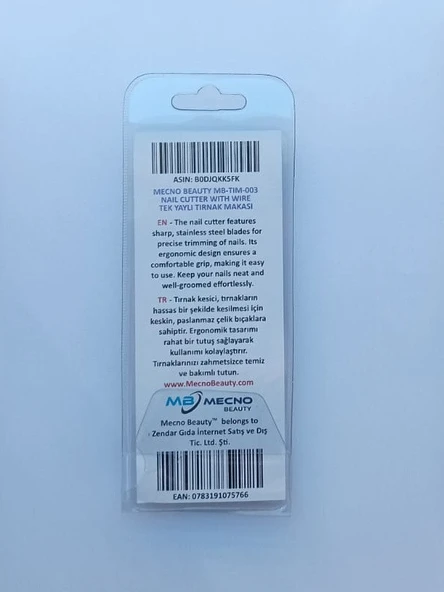 ASIN: B0DJQKK5FK
MECNO BEAUTY MB-TIM-003
NAIL CUTTER WITH WIRE
TEK YAYLI TIRNAK MAKASI
EN - The nail cutter features
sharp, stainless steel blades for
precise trimming of nails. Its
ergonomic design ensures a
comfortable grip, making it easy
to use. Keep your nails neat and
well-groomed effortlessly.
TR - Tırnak kesici, tırnakların
hassas bir şekilde kesilmesi için
keskin, paslanmaz çelik bıçaklara
sahiptir. Ergonomik tasarımı
rahat bir tutuş sağlayarak
kullanımı kolaylaştırır.
Tırnaklarınızı zahmetsizce temiz
ve bakımlı tutun.
www.MecnoBeauty.com
MB MECNO
BEAUTY
Mecno Beauty™ belongs to
Zendar Gıda İnternet Satış ve Dış
Tic. Ltd. Şti.
EAN: 0783191075766